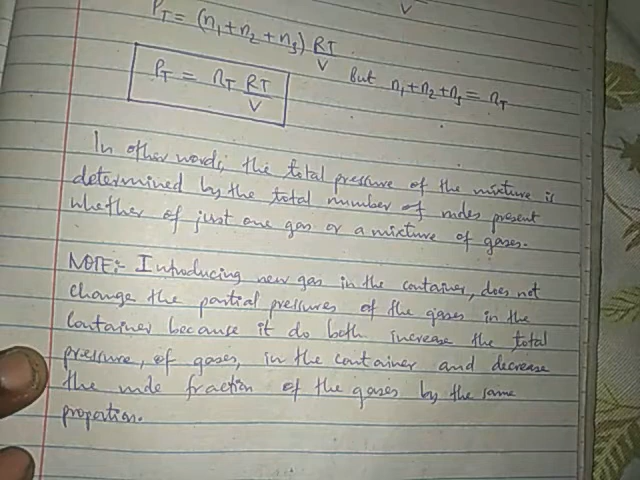 P_T = (n₁ + n₂ + n₃) RT/V
P_T = n_T RT/V But n₁ + n₂ + n₃ = n_T
In other words, the total pressure of the mixture is
determined by the total number of moles present
whether of just one gas or a mixture of gases.
NOTE:- Introducing new gas in the container, does not
change the partial pressures of the gases in the
Container because it do both increase the total
pressure, of gases, in the container and decrease
the mole fraction of the gases by the same
proportion.